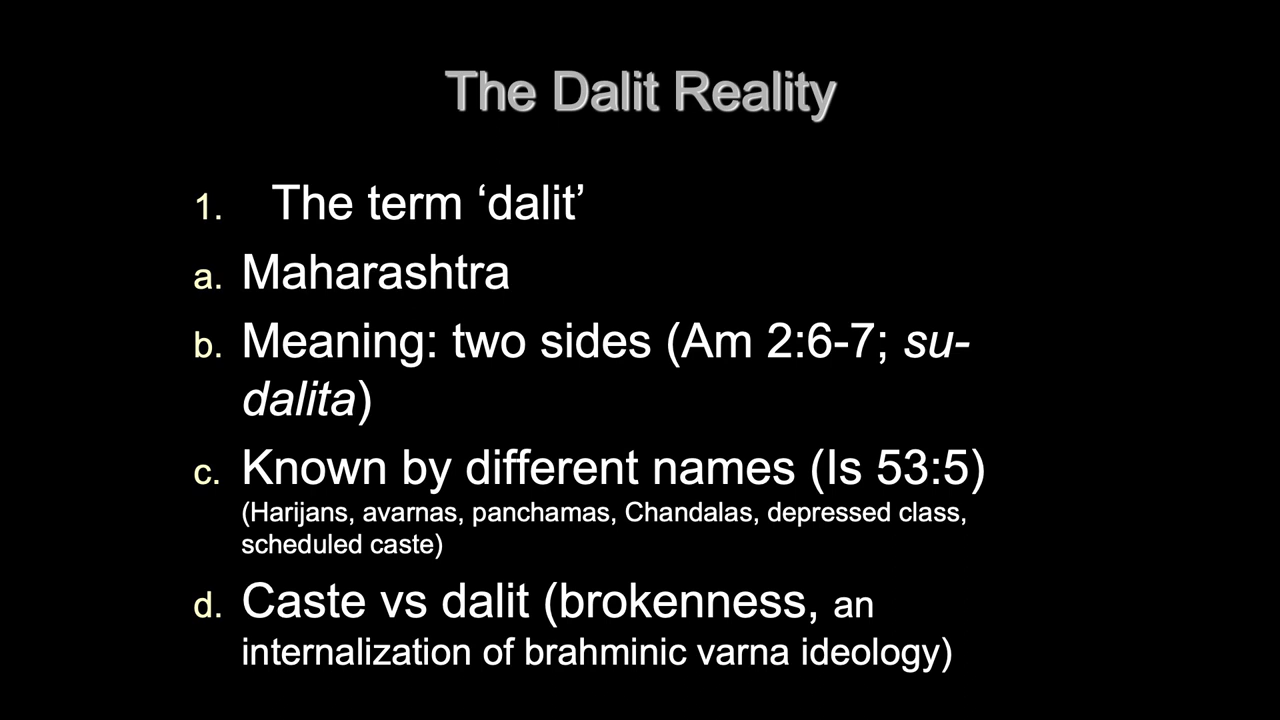 The Dalit Reality
1. The term ‘dalit’
a. Maharashtra
b. Meaning: two sides (Am 2:6-7; su-
dalita)
c. Known by different names (Is 53:5)
(Harijans, avarnas, panchamas, Chandalas, depressed class,
scheduled caste)
d. Caste vs dalit (brokenness, an
internalization of brahminic varna ideology)